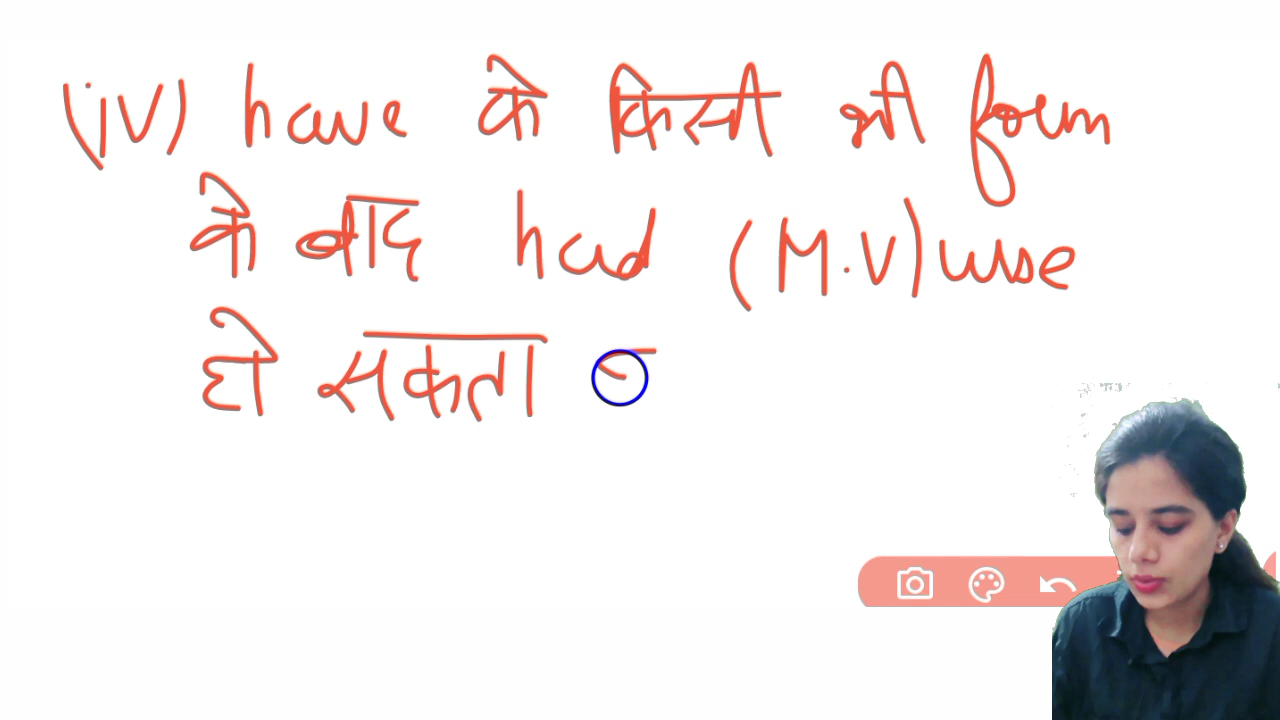 (iv) have के किसी भी form
के बाद had (M.V) use
हो सकता